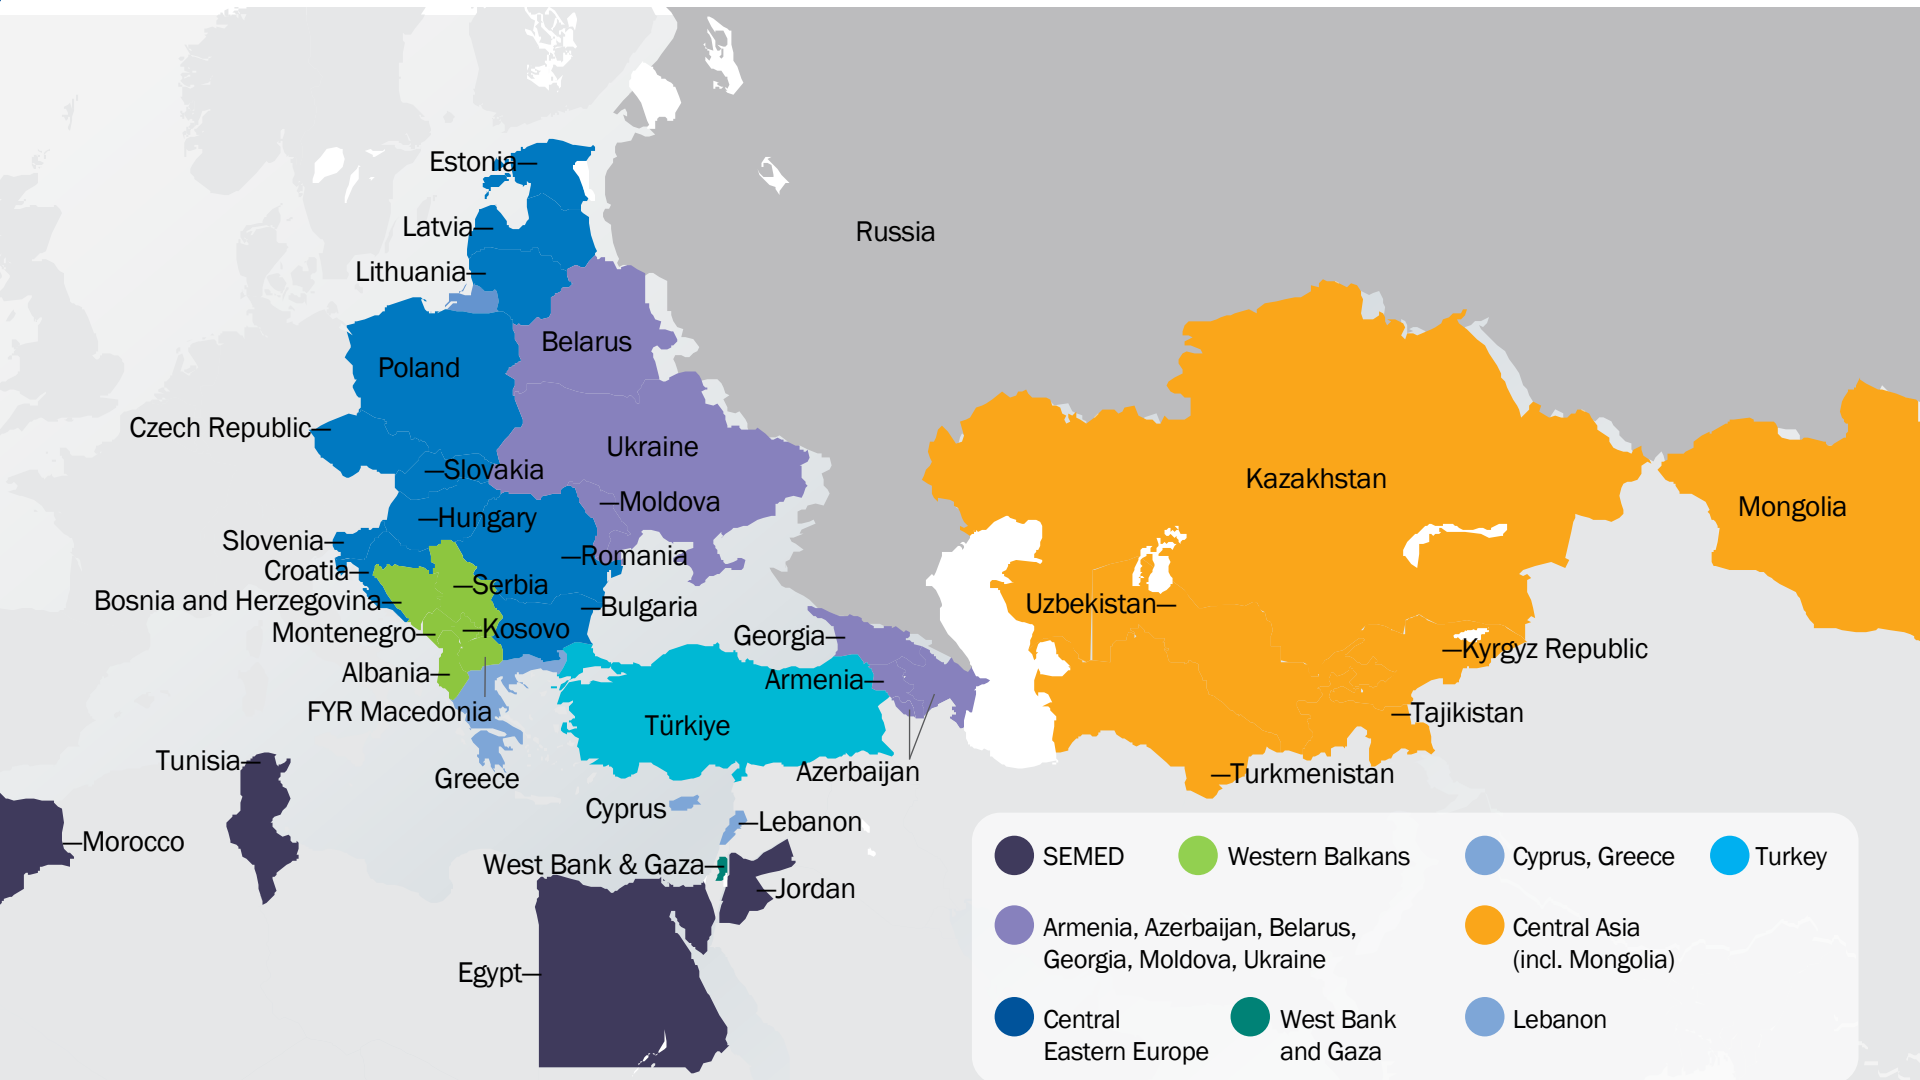 Estonia
Latvia
Russia
Lithuania
Belarus
Poland
Czech Republic
Ukraine
Slovakia
Kazakhstan
Moldova
Mongolia
Hungary
Slovenia
Romania
Croatia
Serbia
Bosnia and Herzegovina
Uzbekistan
Bulgaria
Kosovo
Montenegro
Georgia
Kyrgyz Republic
Albania
Armenia
FYR Macedonia
Tajikistan
Türkiye
Tunisia
Azerbaijan
Turkmenistan
Greece
Cyprus
Lebanon
Morocco
West Bank & Gaza
Jordan
Egypt
SEMED
Western Balkans
Cyprus, Greece
Turkey
Armenia, Azerbaijan, Belarus,
Georgia, Moldova, Ukraine
Central Asia
(incl. Mongolia)
Central
Eastern Europe
West Bank
and Gaza
Lebanon